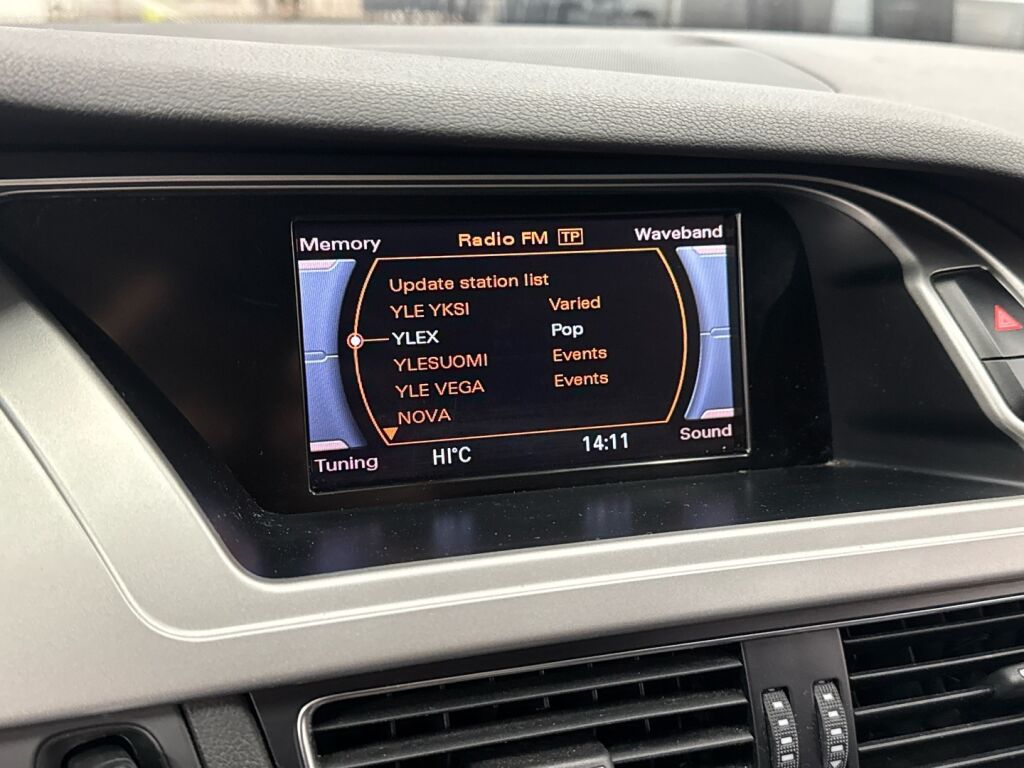 Memory Radio FM TP Waveband
Update station list
YLE YKSI Varied
YLEX Pop
YLESUOMI Events
YLE VEGA Events
NOVA
Tuning HI°C 14:11 Sound